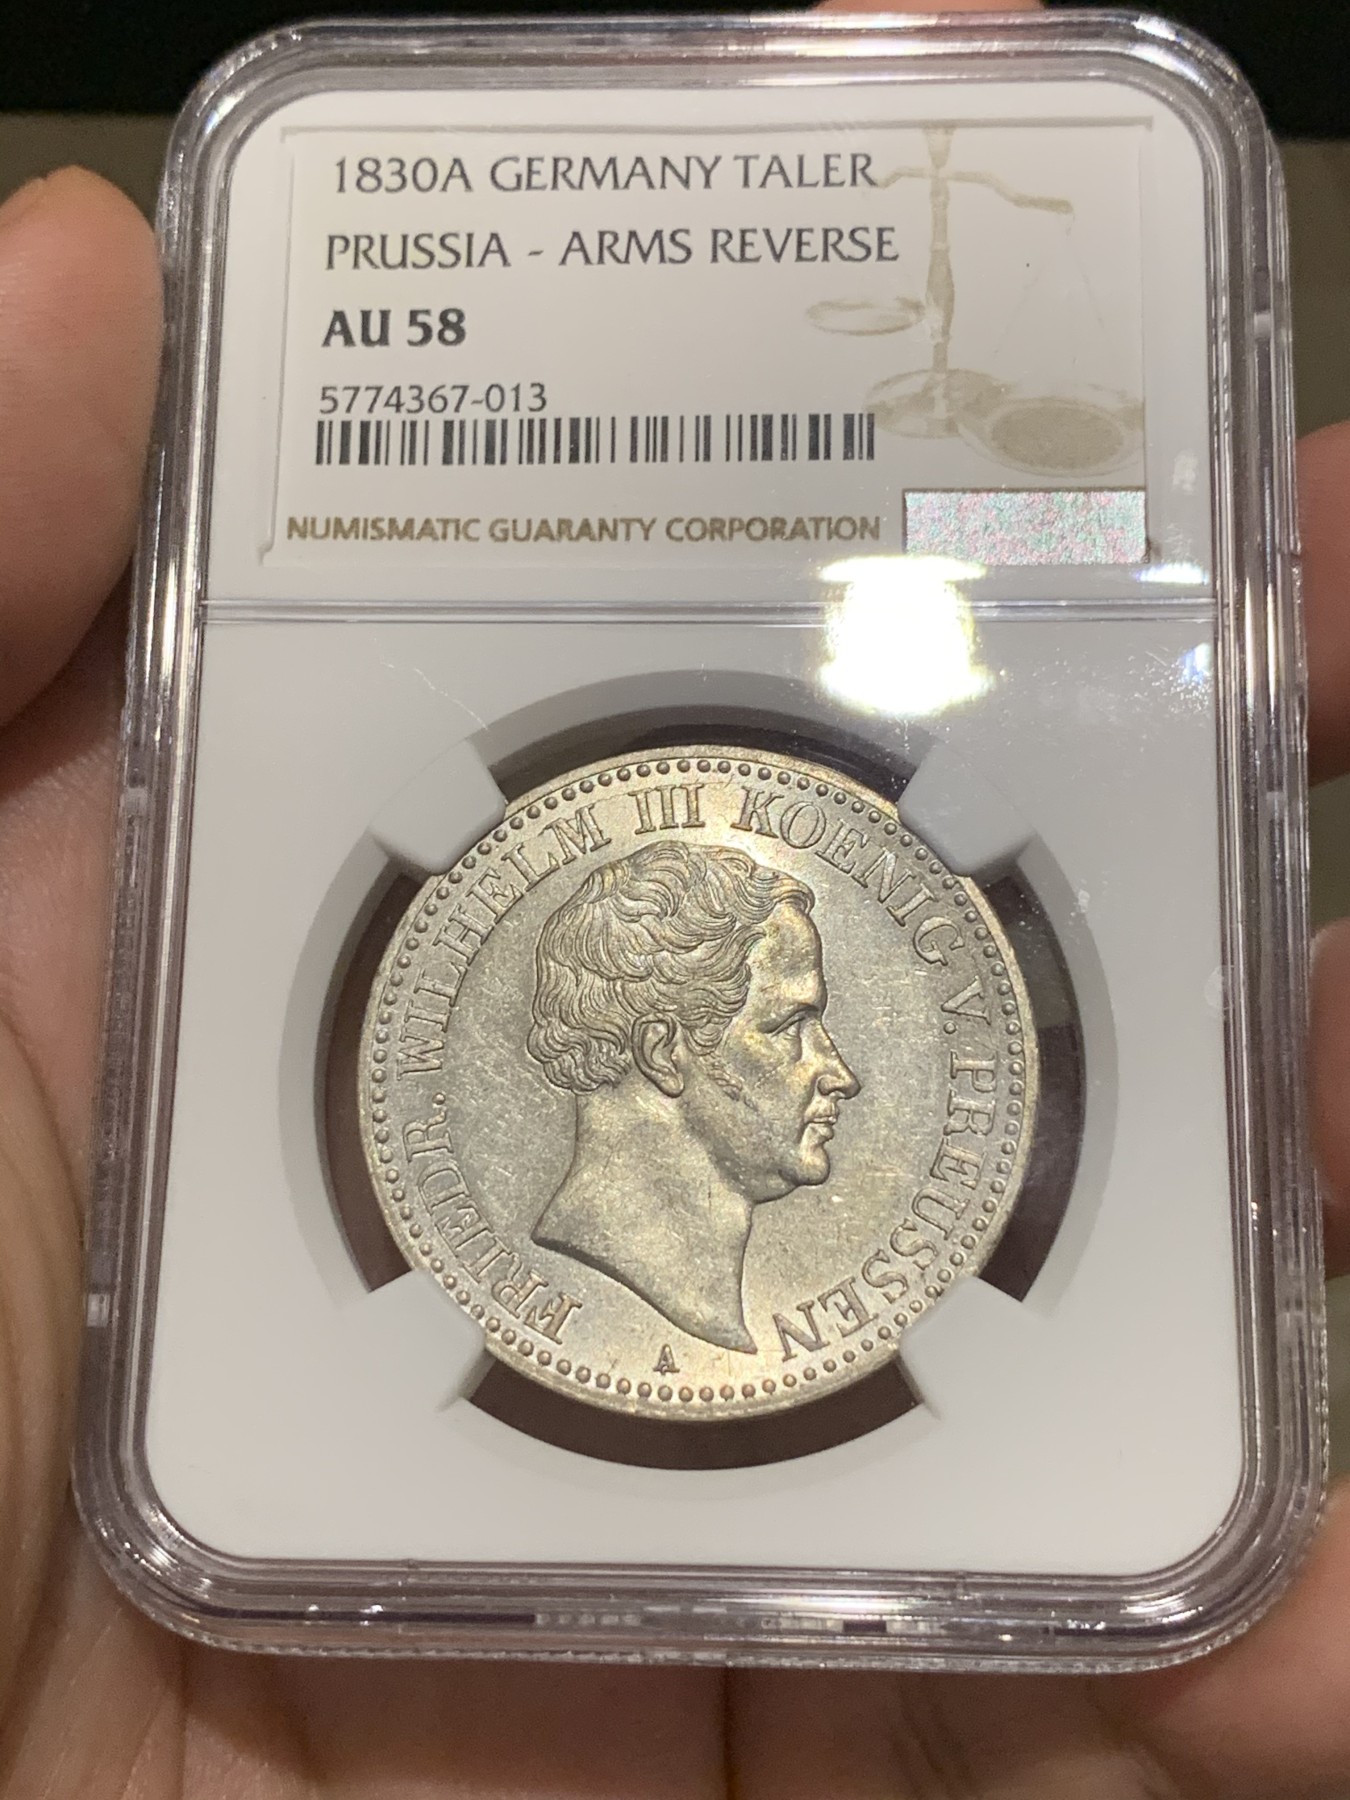 1830A GERMANY TALER
PRUSSIA - ARMS REVERSE
AU 58
5774367-013
NUMISMATIC GUARANTY CORPORATION
FRIEDR. WILHELM III KOENIG V. PREUSSEN
A